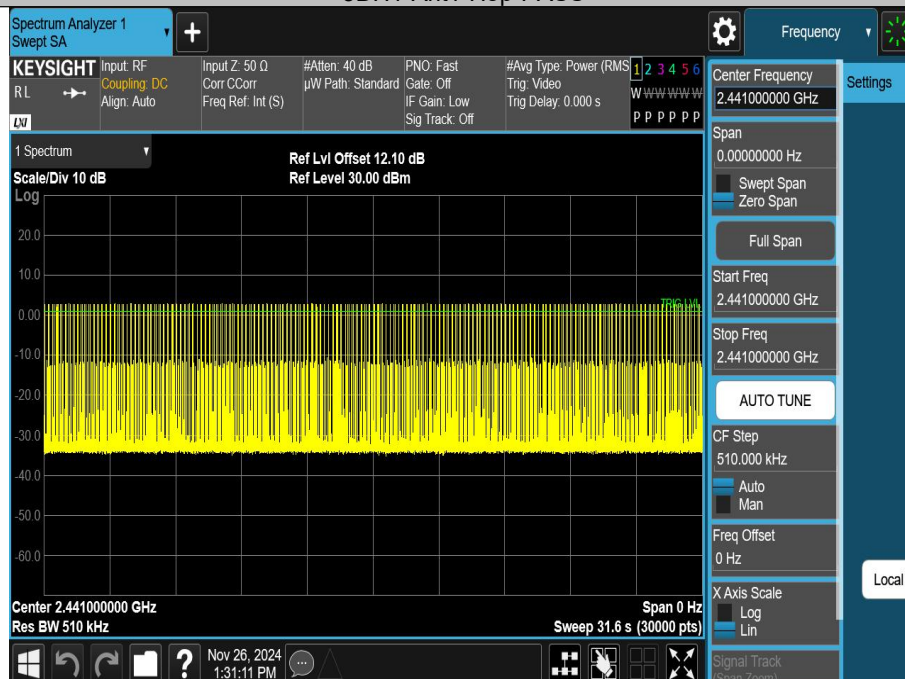 Spectrum Analyzer 1
Swept SA
Frequency
KEYSIGHT
RL
LXI
Input: RF
Coupling: DC
Align: Auto
Input Z: 50 Ω
Corr CCorr
Freq Ref: Int (S)
#Atten: 40 dB
µW Path: Standard
PNO: Fast
Gate: Off
IF Gain: Low
Sig Track: Off
#Avg Type: Power (RMS
Trig: Video
Trig Delay: 0.000 s
1 2 3 4 5 6
W W W W W W
P P P P P P
1 Spectrum
Scale/Div 10 dB
Log
Ref Lvl Offset 12.10 dB
Ref Level 30.00 dBm
20.0
10.0
0.00
-10.0
-20.0
-30.0
-40.0
-50.0
-60.0
TRIG LVL
Center 2.441000000 GHz
Res BW 510 kHz
Span 0 Hz
Sweep 31.6 s (30000 pts)
Center Frequency
2.441000000 GHz
Settings
Span
0.00000000 Hz
Swept Span
Zero Span
Full Span
Start Freq
2.441000000 GHz
Stop Freq
2.441000000 GHz
AUTO TUNE
CF Step
510.000 kHz
Auto
Man
Freq Offset
0 Hz
Local
X Axis Scale
Log
Lin
Signal Track
(Span Zoom)
?
Nov 26, 2024
1:31:11 PM